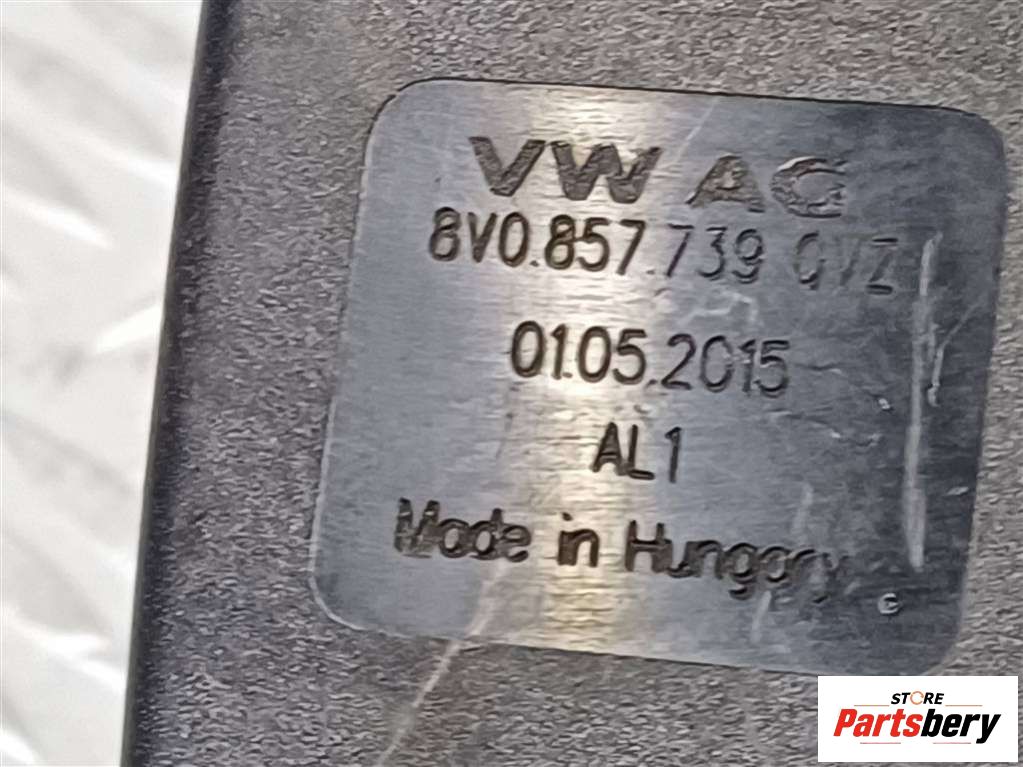 VW AG
8V0.857.739 QVZ
01.05.2015
AL1
Made in Hungary
STORE
Partsbery